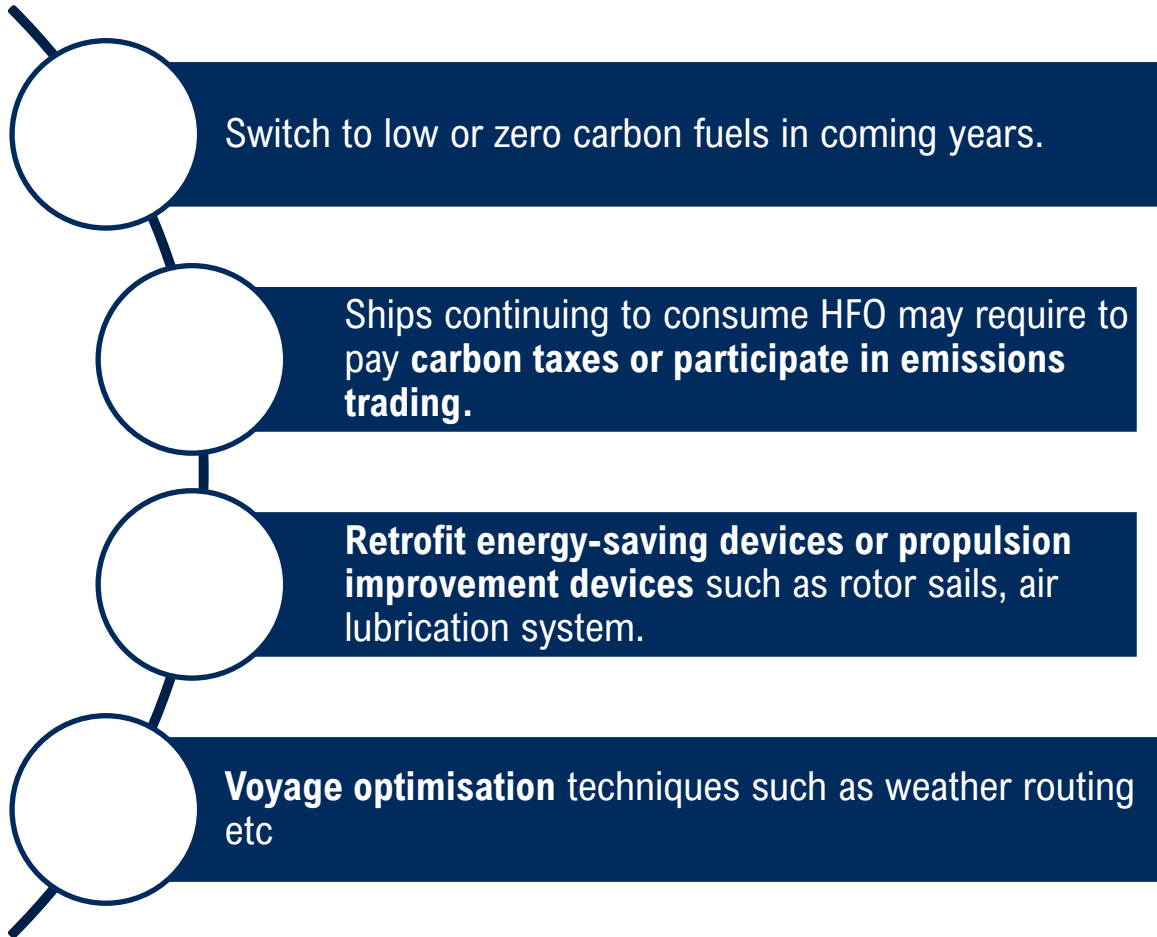 Switch to low or zero carbon fuels in coming years.
Ships continuing to consume HFO may require to
pay carbon taxes or participate in emissions
trading.
Retrofit energy-saving devices or propulsion
improvement devices such as rotor sails, air
lubrication system.
Voyage optimisation techniques such as weather routing
etc